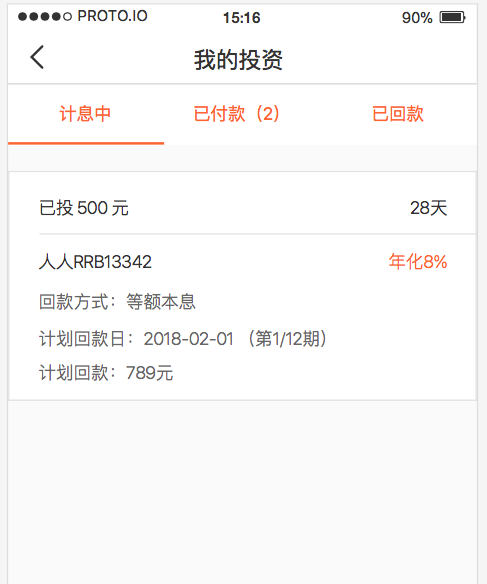 PROTO.IO 15:16 90%
我的投资
计息中 已付款（2） 已回款
已投 500 元 28天
人人RRB13342 年化8%
回款方式：等额本息
计划回款日：2018-02-01 （第1/12期）
计划回款：789元